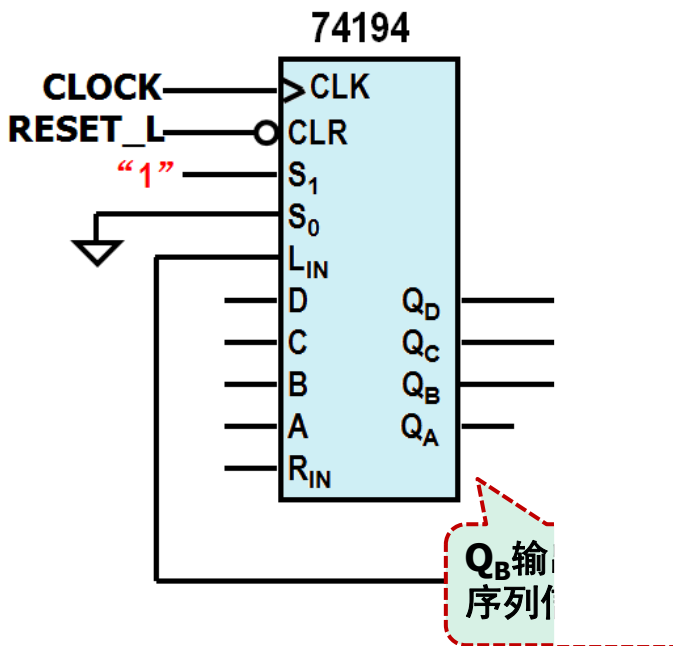 74194
CLOCK CLK
RESET_L CLR
“1” S1
S0
LIN
D QD
C QC
B QB
A QA
RIN
QB输
序列